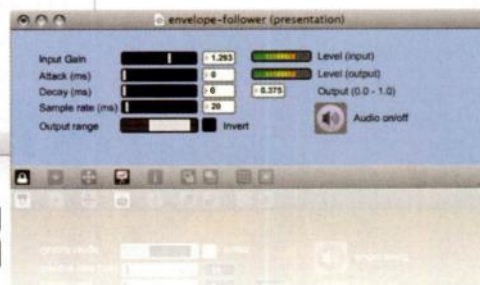 envelope-follower (presentation)
Input Gain 1.293 Level (input)
Attack (ms) 0 Level (output)
Decay (ms) 0 0.375 Output (0.0 - 1.0)
Sample rate (ms) 20
Output range Invert Audio on/off